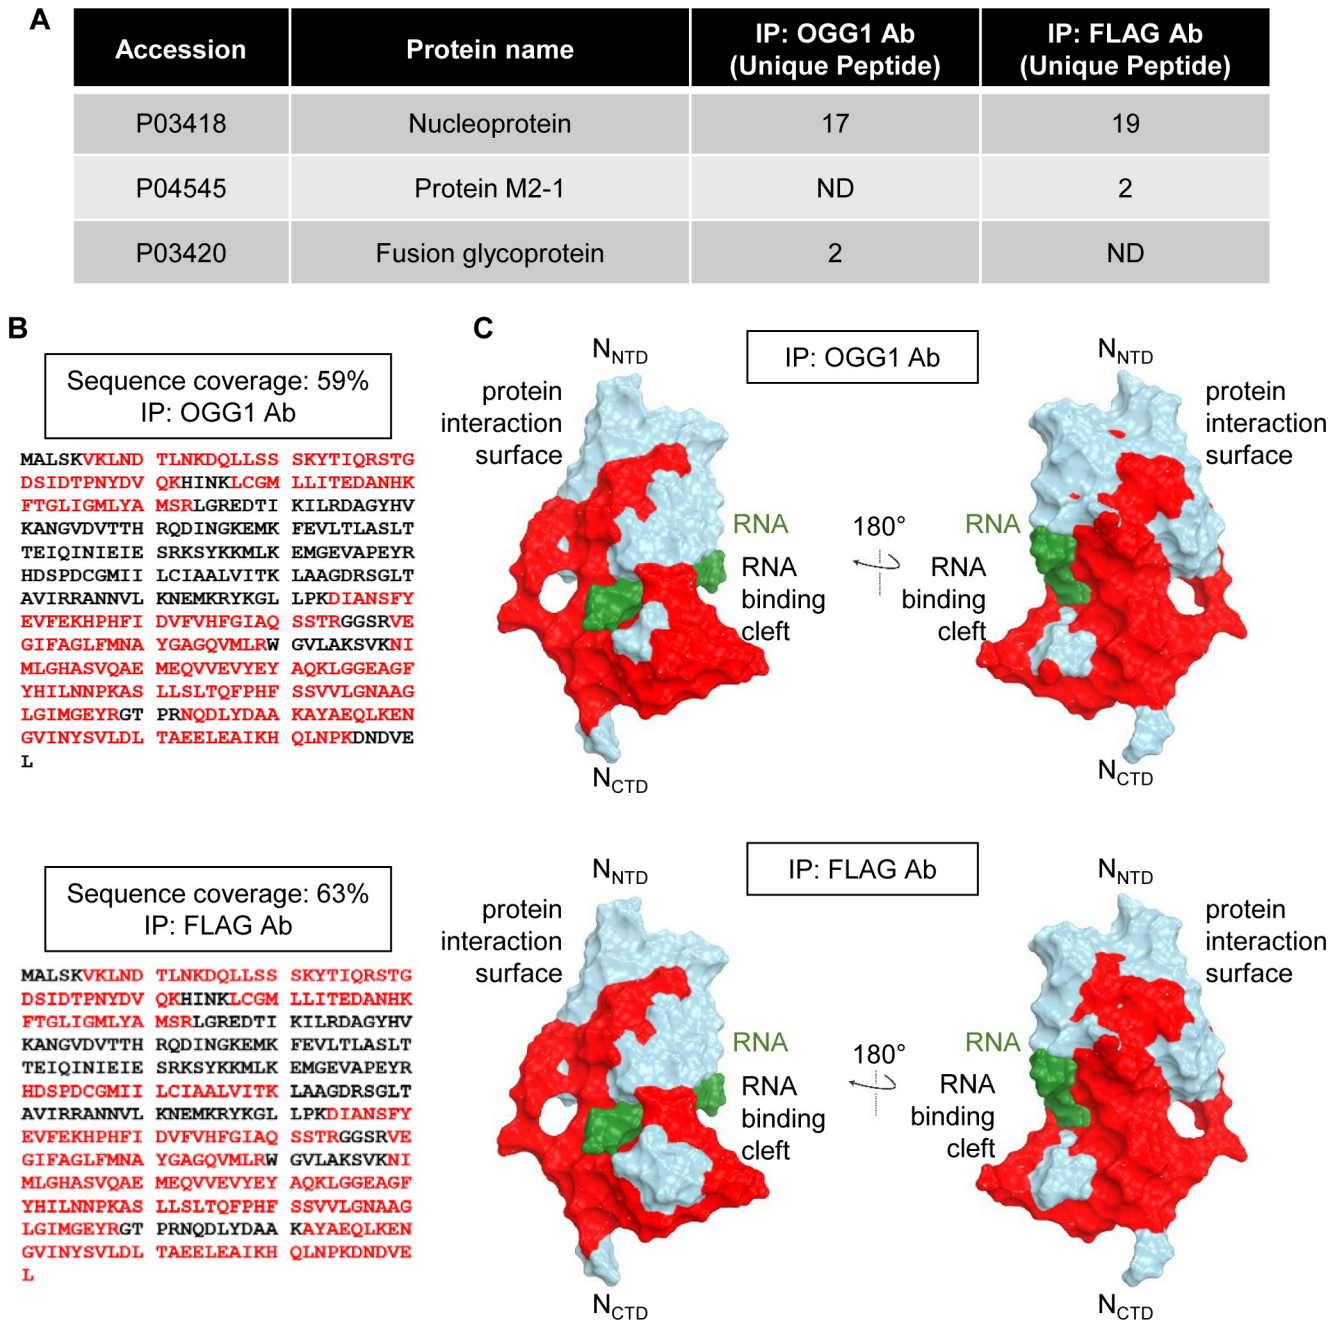 A
Accession Protein name IP: OGG1 Ab (Unique Peptide) IP: FLAG Ab (Unique Peptide)
P03418 Nucleoprotein 17 19
P04545 Protein M2-1 ND 2
P03420 Fusion glycoprotein 2 ND
B
Sequence coverage: 59%
IP: OGG1 Ab
MALSKVKLND TLNKDQLLSS SKYTIQRSTG
DSIDTPNYDV QKHINKLCGM LLITEDANHK
FTGLIGMLYA MSRLGREDTI KILRDAGYHV
KANGVDVTTH RQDINGKEMK FEVLTLASLT
TEIQINIEIE SRKSYKKMLK EMGEVAPEYR
HDSPDCGMII LCIAALVITK LAAGDRSGLT
AVIRRANNVL KNEMKRYKGL LPKDIANSFY
EVFEKHPHFI DVFVHFGIAQ SSTRGGSRVE
GIFAGLFMNA YGAGQVMLRW GVLAKSVKNI
MLGHASVQAE MEQVVEVYEY AQKLGGEAGF
YHILNNPKAS LLSLTQFPHF SSVVLGNAAG
LGIMGEYRGT PRNQDLYDAA KAYAEQLKEN
GVINYSVLDL TAEELEAIKH QLNPKDNDVE
L
Sequence coverage: 63%
IP: FLAG Ab
MALSKVKLND TLNKDQLLSS SKYTIQRSTG
DSIDTPNYDV QKHINKLCGM LLITEDANHK
FTGLIGMLYA MSRLGREDTI KILRDAGYHV
KANGVDVTTH RQDINGKEMK FEVLTLASLT
TEIQINIEIE SRKSYKKMLK EMGEVAPEYR
HDSPDCGMII LCIAALVITK LAAGDRSGLT
AVIRRANNVL KNEMKRYKGL LPKDIANSFY
EVFEKHPHFI DVFVHFGIAQ SSTRGGSRVE
GIFAGLFMNA YGAGQVMLRW GVLAKSVKNI
MLGHASVQAE MEQVVEVYEY AQKLGGEAGF
YHILNNPKAS LLSLTQFPHF SSVVLGNAAG
LGIMGEYRGT PRNQDLYDAA KAYAEQLKEN
GVINYSVLDL TAEELEAIKH QLNPKDNDVE
L
C
IP: OGG1 Ab
NNTD
protein
interaction
surface
RNA
RNA
binding
cleft
NCTD
180°
NNTD
protein
interaction
surface
RNA
RNA
binding
cleft
NCTD
IP: FLAG Ab
NNTD
protein
interaction
surface
RNA
RNA
binding
cleft
NCTD
180°
NNTD
protein
interaction
surface
RNA
RNA
binding
cleft
NCTD